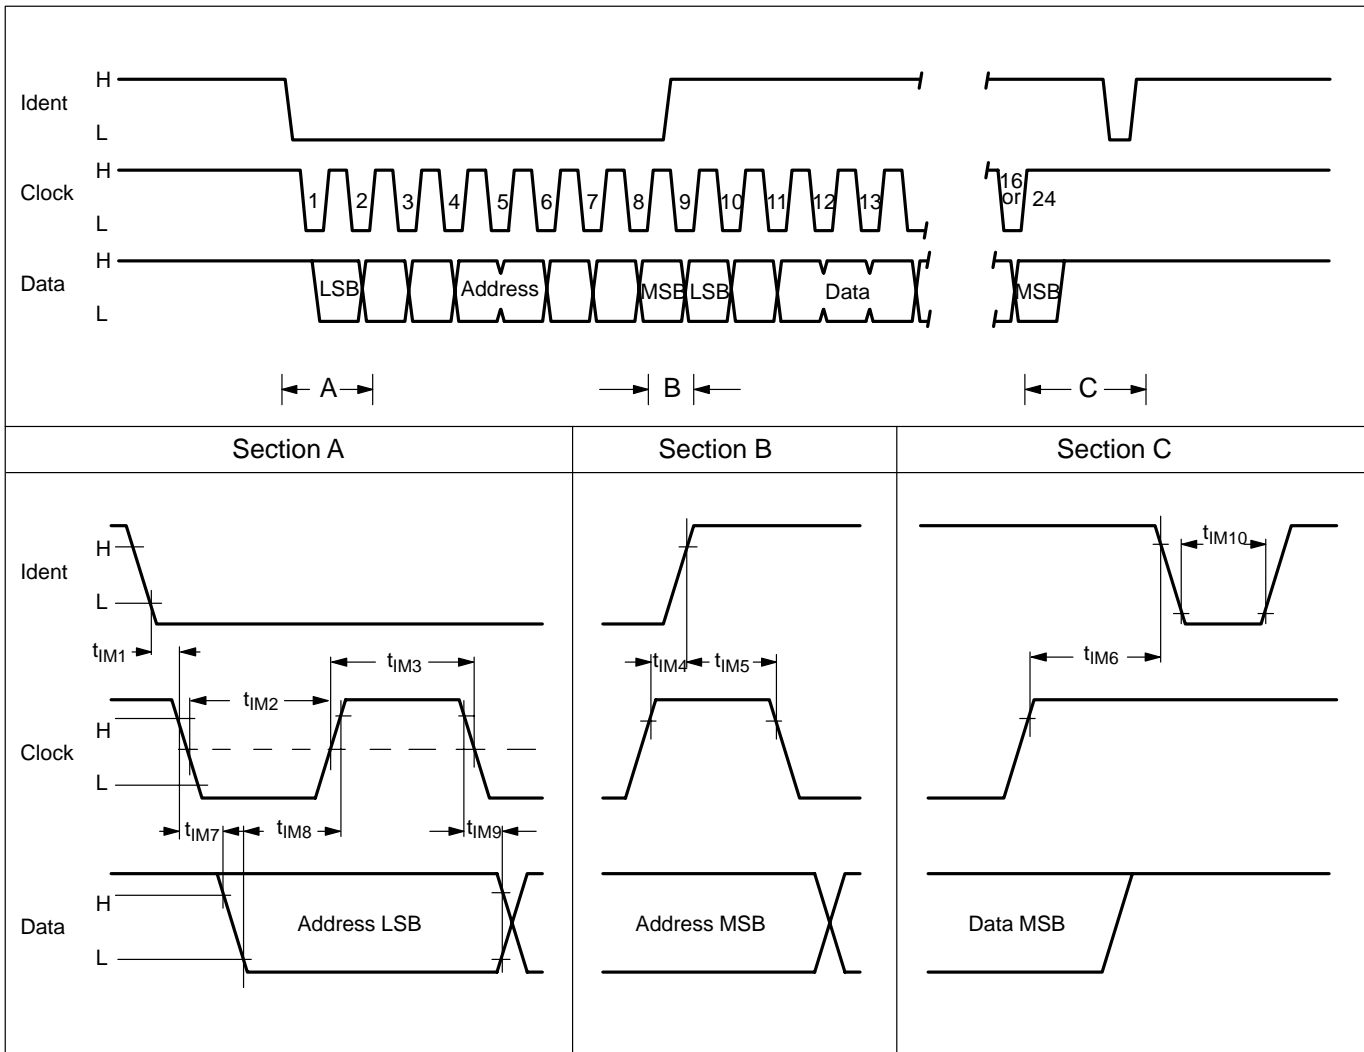 H
Ident
L
H
Clock
L
1 2 3 4 5 6 7 8 9 10 11 12 13
16
or 24
H
Data
L
LSB Address MSB LSB Data MSB
A B C
Section A Section B Section C
H
Ident
L
tIM1 tIM3 tIM2
H
Clock
L
tIM7 tIM8 tIM9
H
Data
L
Address LSB
tIM4 tIM5
Address MSB
tIM10
tIM6
Data MSB